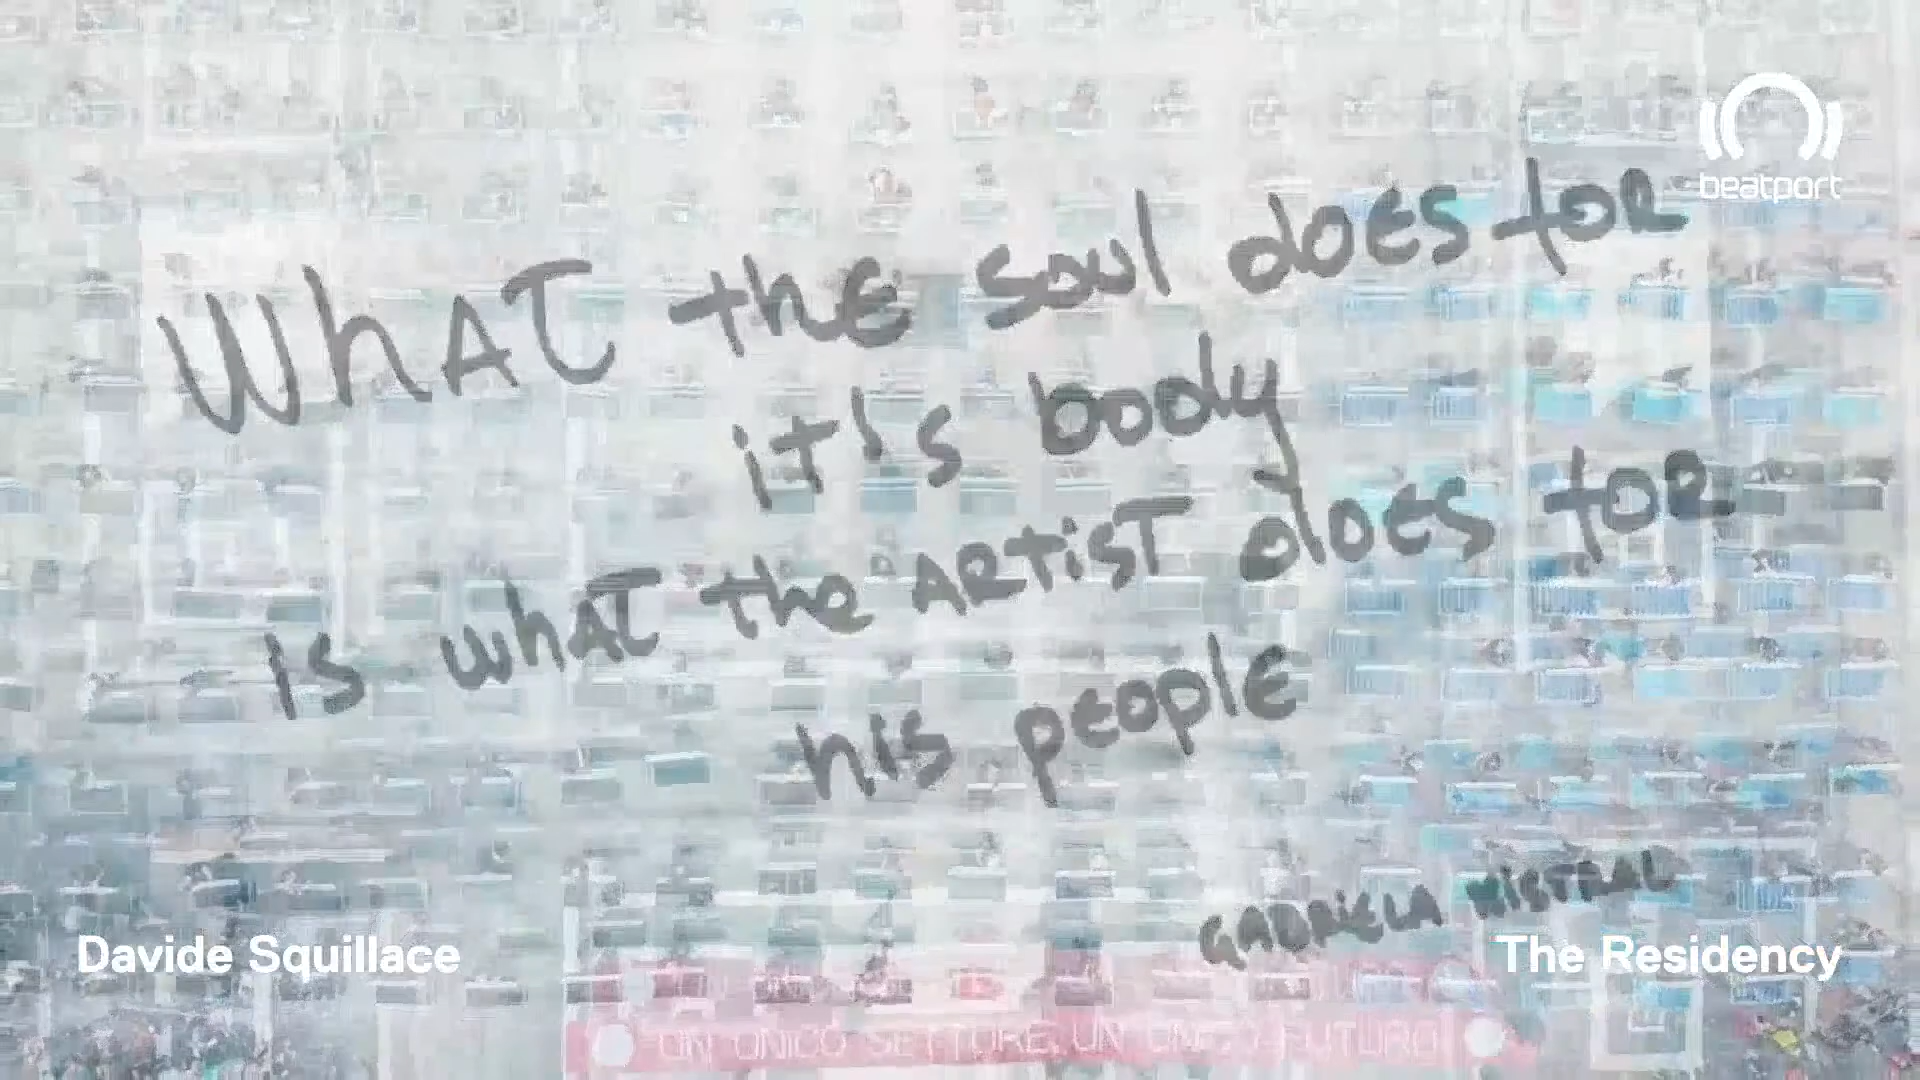 beatport
WhAT thE soul doEs foR
it's body
Is whAT the ARTisT doEs foR
his pEoplE
GABRiELA MISTRAL
Davide Squillace
The Residency
UN UNICO SETTORE, UN UNICO FUTURO